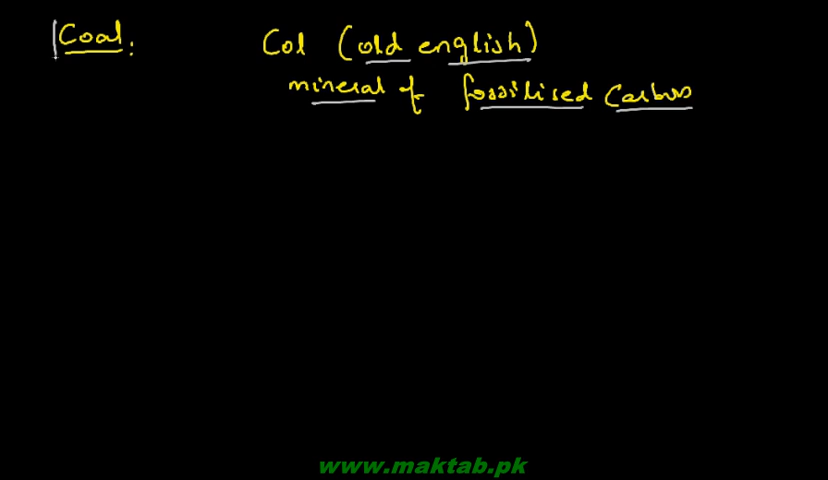 Coal: Col (old english)
mineral of fossilised Carbon
www.maktab.pk